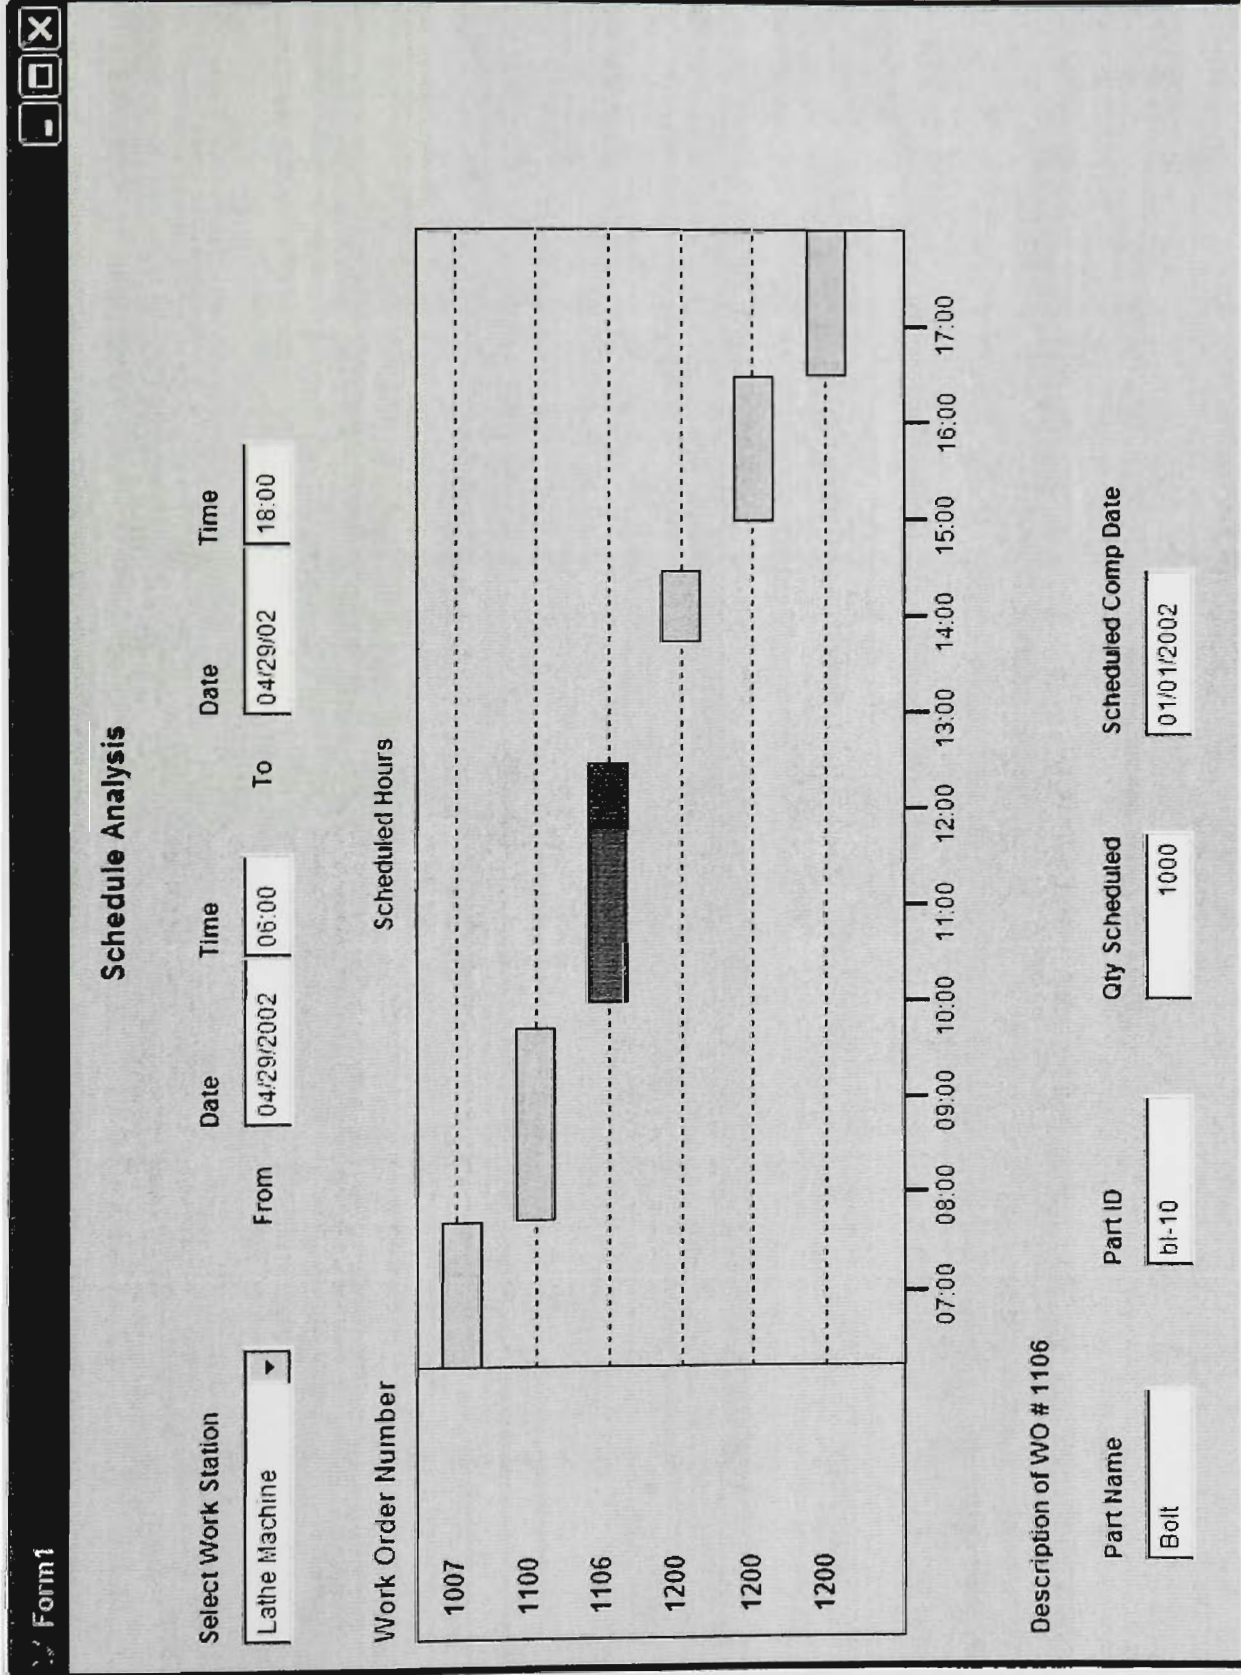 Form1
Schedule Analysis
Select Work Station Date Time Date Time
Lathe Machine From 04/29/2002 06:00 To 04/29/02 18:00
Work Order Number Scheduled Hours
1007
1100
1106
1200
1200
1200
07:00 08:00 09:00 10:00 11:00 12:00 13:00 14:00 15:00 16:00 17:00
Description of WO # 1106
Part Name Part ID Qty Scheduled Scheduled Comp Date
Bolt bl-10 1000 01/01/2002